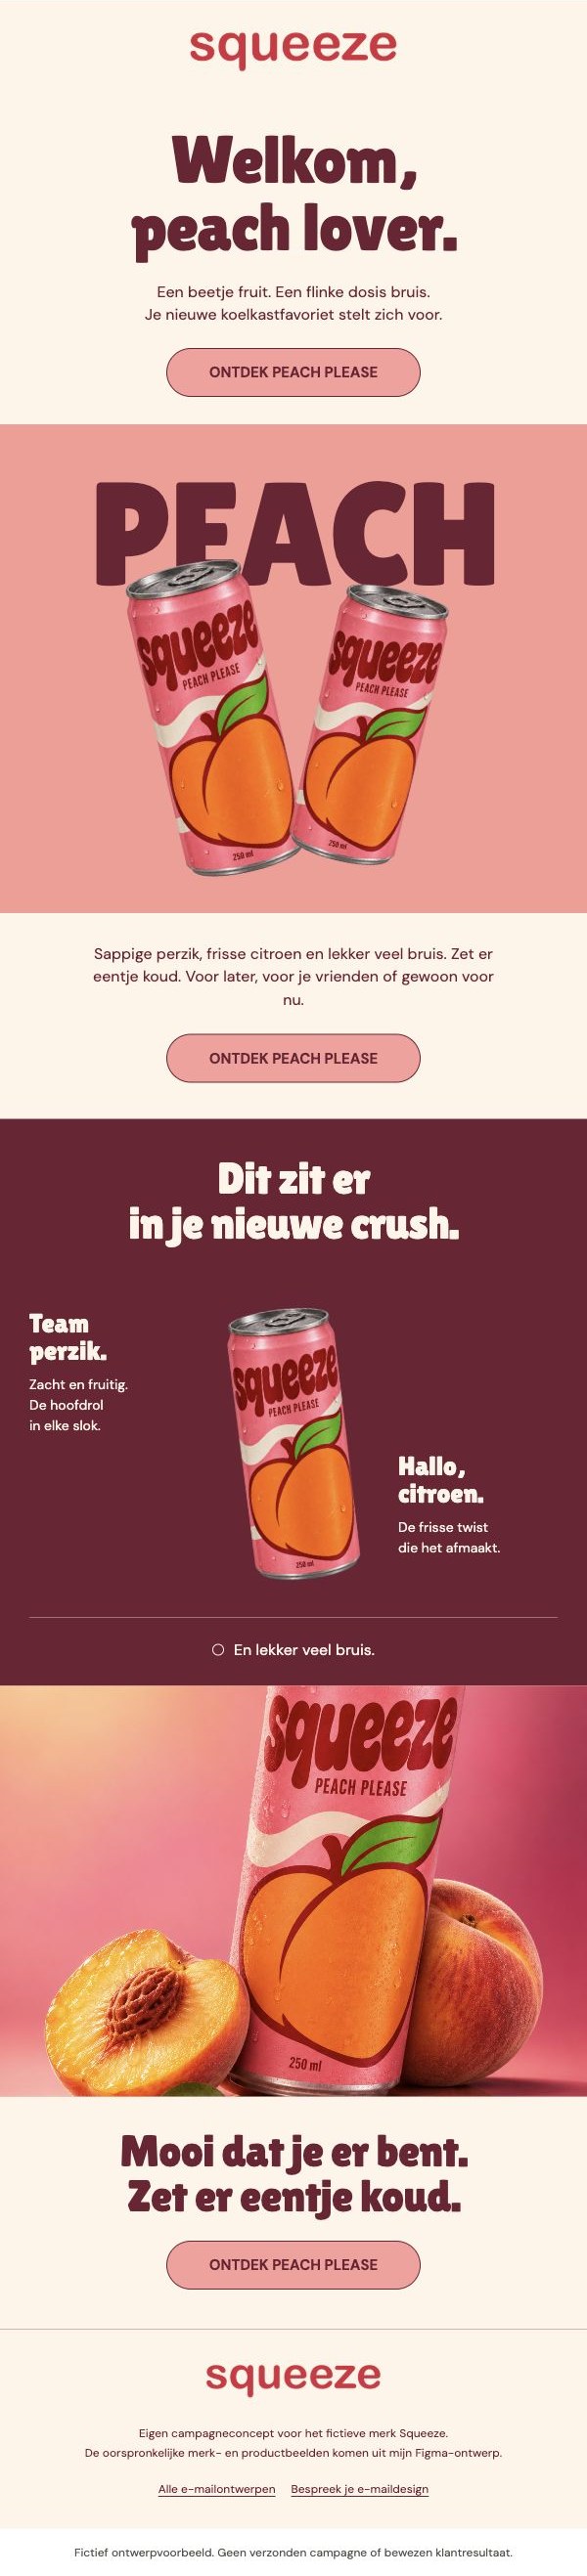 squeeze
Welkom,
peach lover.
Een beetje fruit. Een flinke dosis bruis.
Je nieuwe koelkastfavoriet stelt zich voor.
ONTDEK PEACH PLEASE
PEACH
squeeze
PEACH PLEASE
250 ml
squeeze
PEACH PLEASE
250 ml
Sappige perzik, frisse citroen en lekker veel bruis. Zet er
eentje koud. Voor later, voor je vrienden of gewoon voor
nu.
ONTDEK PEACH PLEASE
Dit zit er
in je nieuwe crush.
Team
perzik.
Zacht en fruitig.
De hoofdrol
in elke slok.
squeeze
PEACH PLEASE
250 ml
Hallo,
citroen.
De frisse twist
die het afmaakt.
En lekker veel bruis.
squeeze
PEACH PLEASE
250 ml
Mooi dat je er bent.
Zet er eentje koud.
ONTDEK PEACH PLEASE
squeeze
Eigen campagneconcept voor het fictieve merk Squeeze.
De oorspronkelijke merk- en productbeelden komen uit mijn Figma-ontwerp.
Alle e-mailontwerpen Bespreek je e-maildesign
Fictief ontwerpvoorbeeld. Geen verzonden campagne of bewezen klantresultaat.